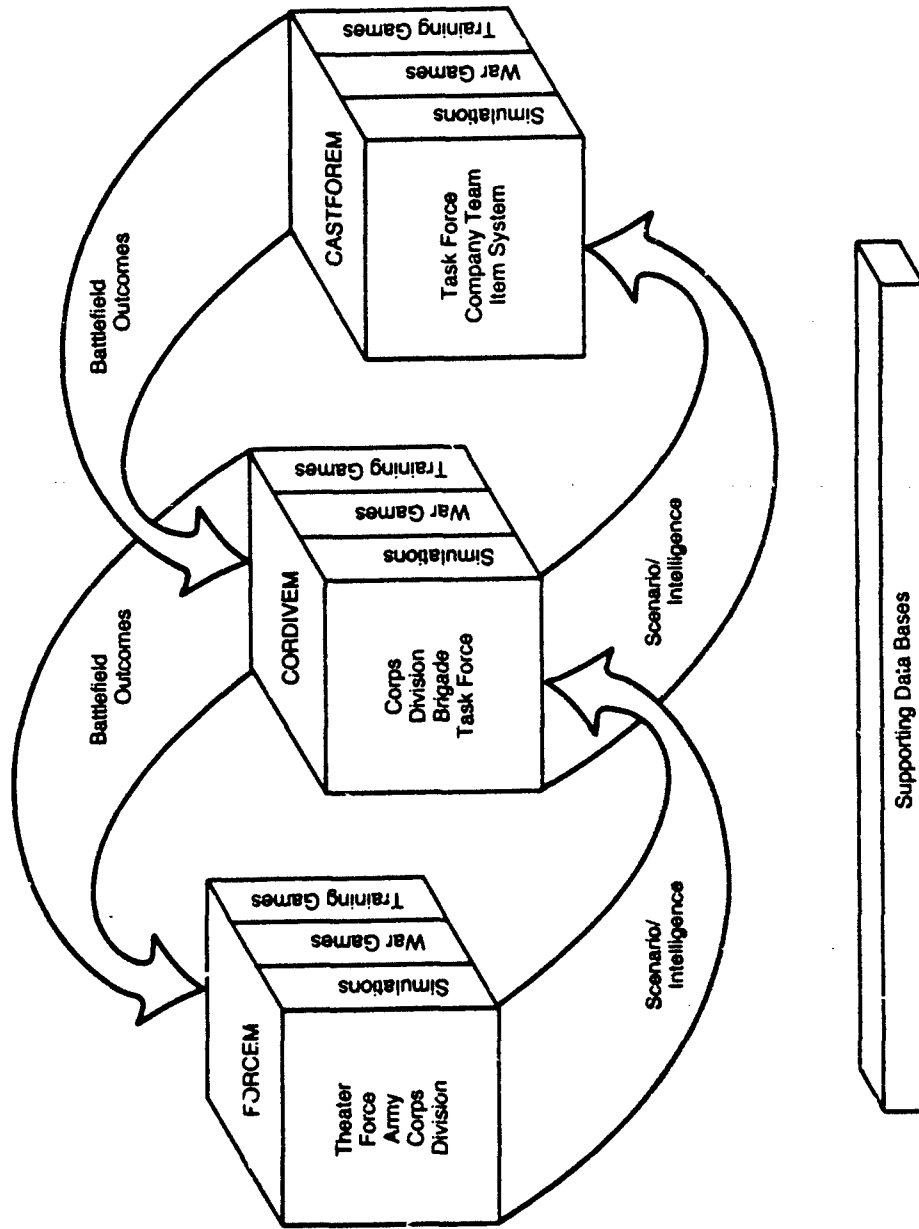 Battlefield
Outcomes
Battlefield
Outcomes
FORCEM
Theater
Force
Army
Corps
Division
Simulations
War Games
Training Games
CORDIVEM
Corps
Division
Brigade
Task Force
Simulations
War Games
Training Games
CASTFOREM
Task Force
Company Team
Item System
Simulations
War Games
Training Games
Scenario/
Intelligence
Scenario/
Intelligence
Supporting Data Bases